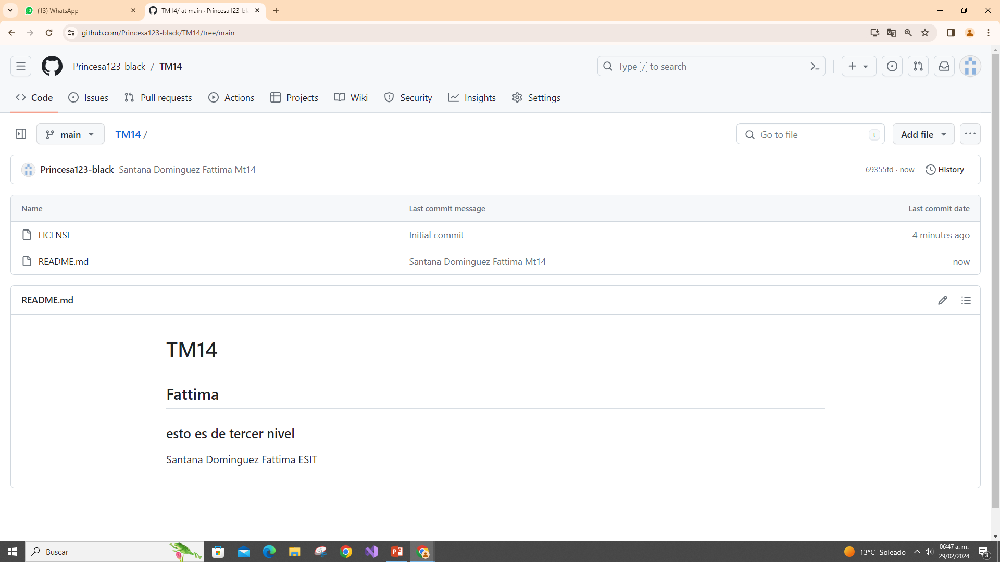 (13) WhatsApp
TM14/ at main · Princesa123-bl
github.com/Princesa123-black/TM14/tree/main
Princesa123-black / TM14
Type / to search
Code
Issues
Pull requests
Actions
Projects
Wiki
Security
Insights
Settings
main
TM14 /
Go to file
t
Add file
Princesa123-black Santana Dominguez Fattima Mt14
69355fd · now
History
Name Last commit message Last commit date
LICENSE Initial commit 4 minutes ago
README.md Santana Dominguez Fattima Mt14 now
README.md
TM14
Fattima
esto es de tercer nivel
Santana Dominguez Fattima ESIT
Buscar
13°C Soleado
06:47 a. m.
29/02/2024
3